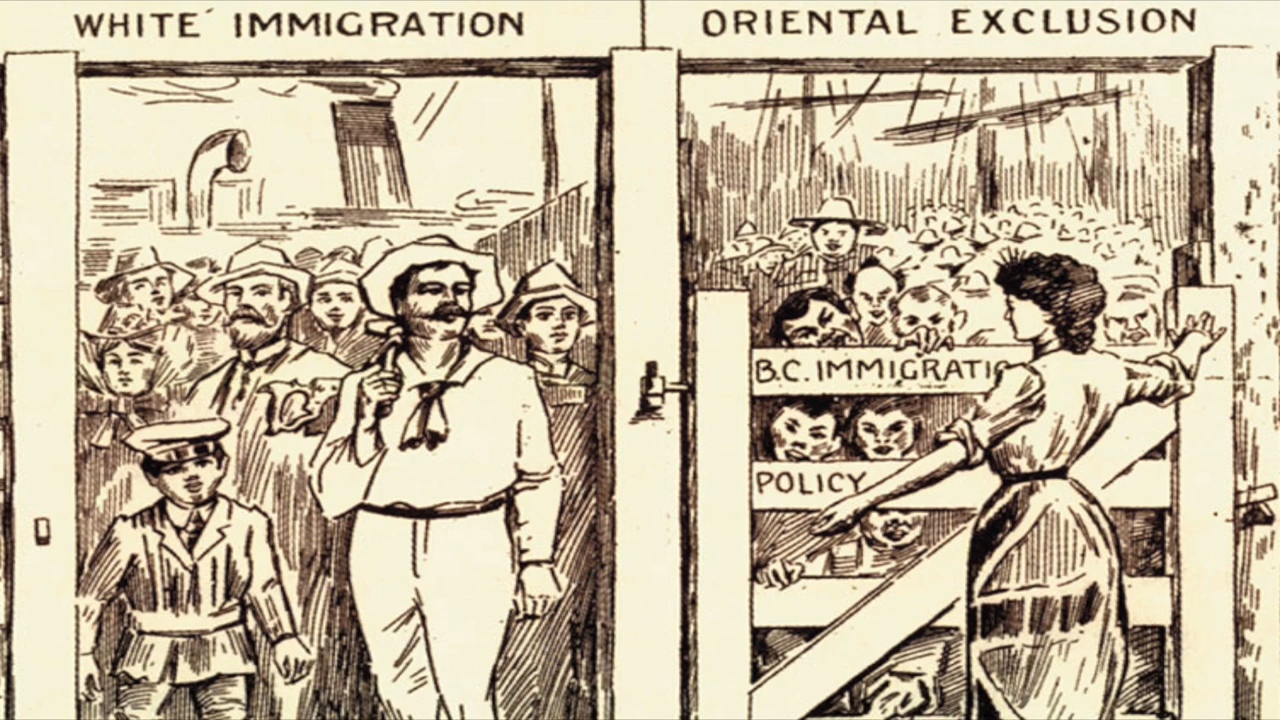 WHITE IMMIGRATION
ORIENTAL EXCLUSION
B.C. IMMIGRATIO
POLICY